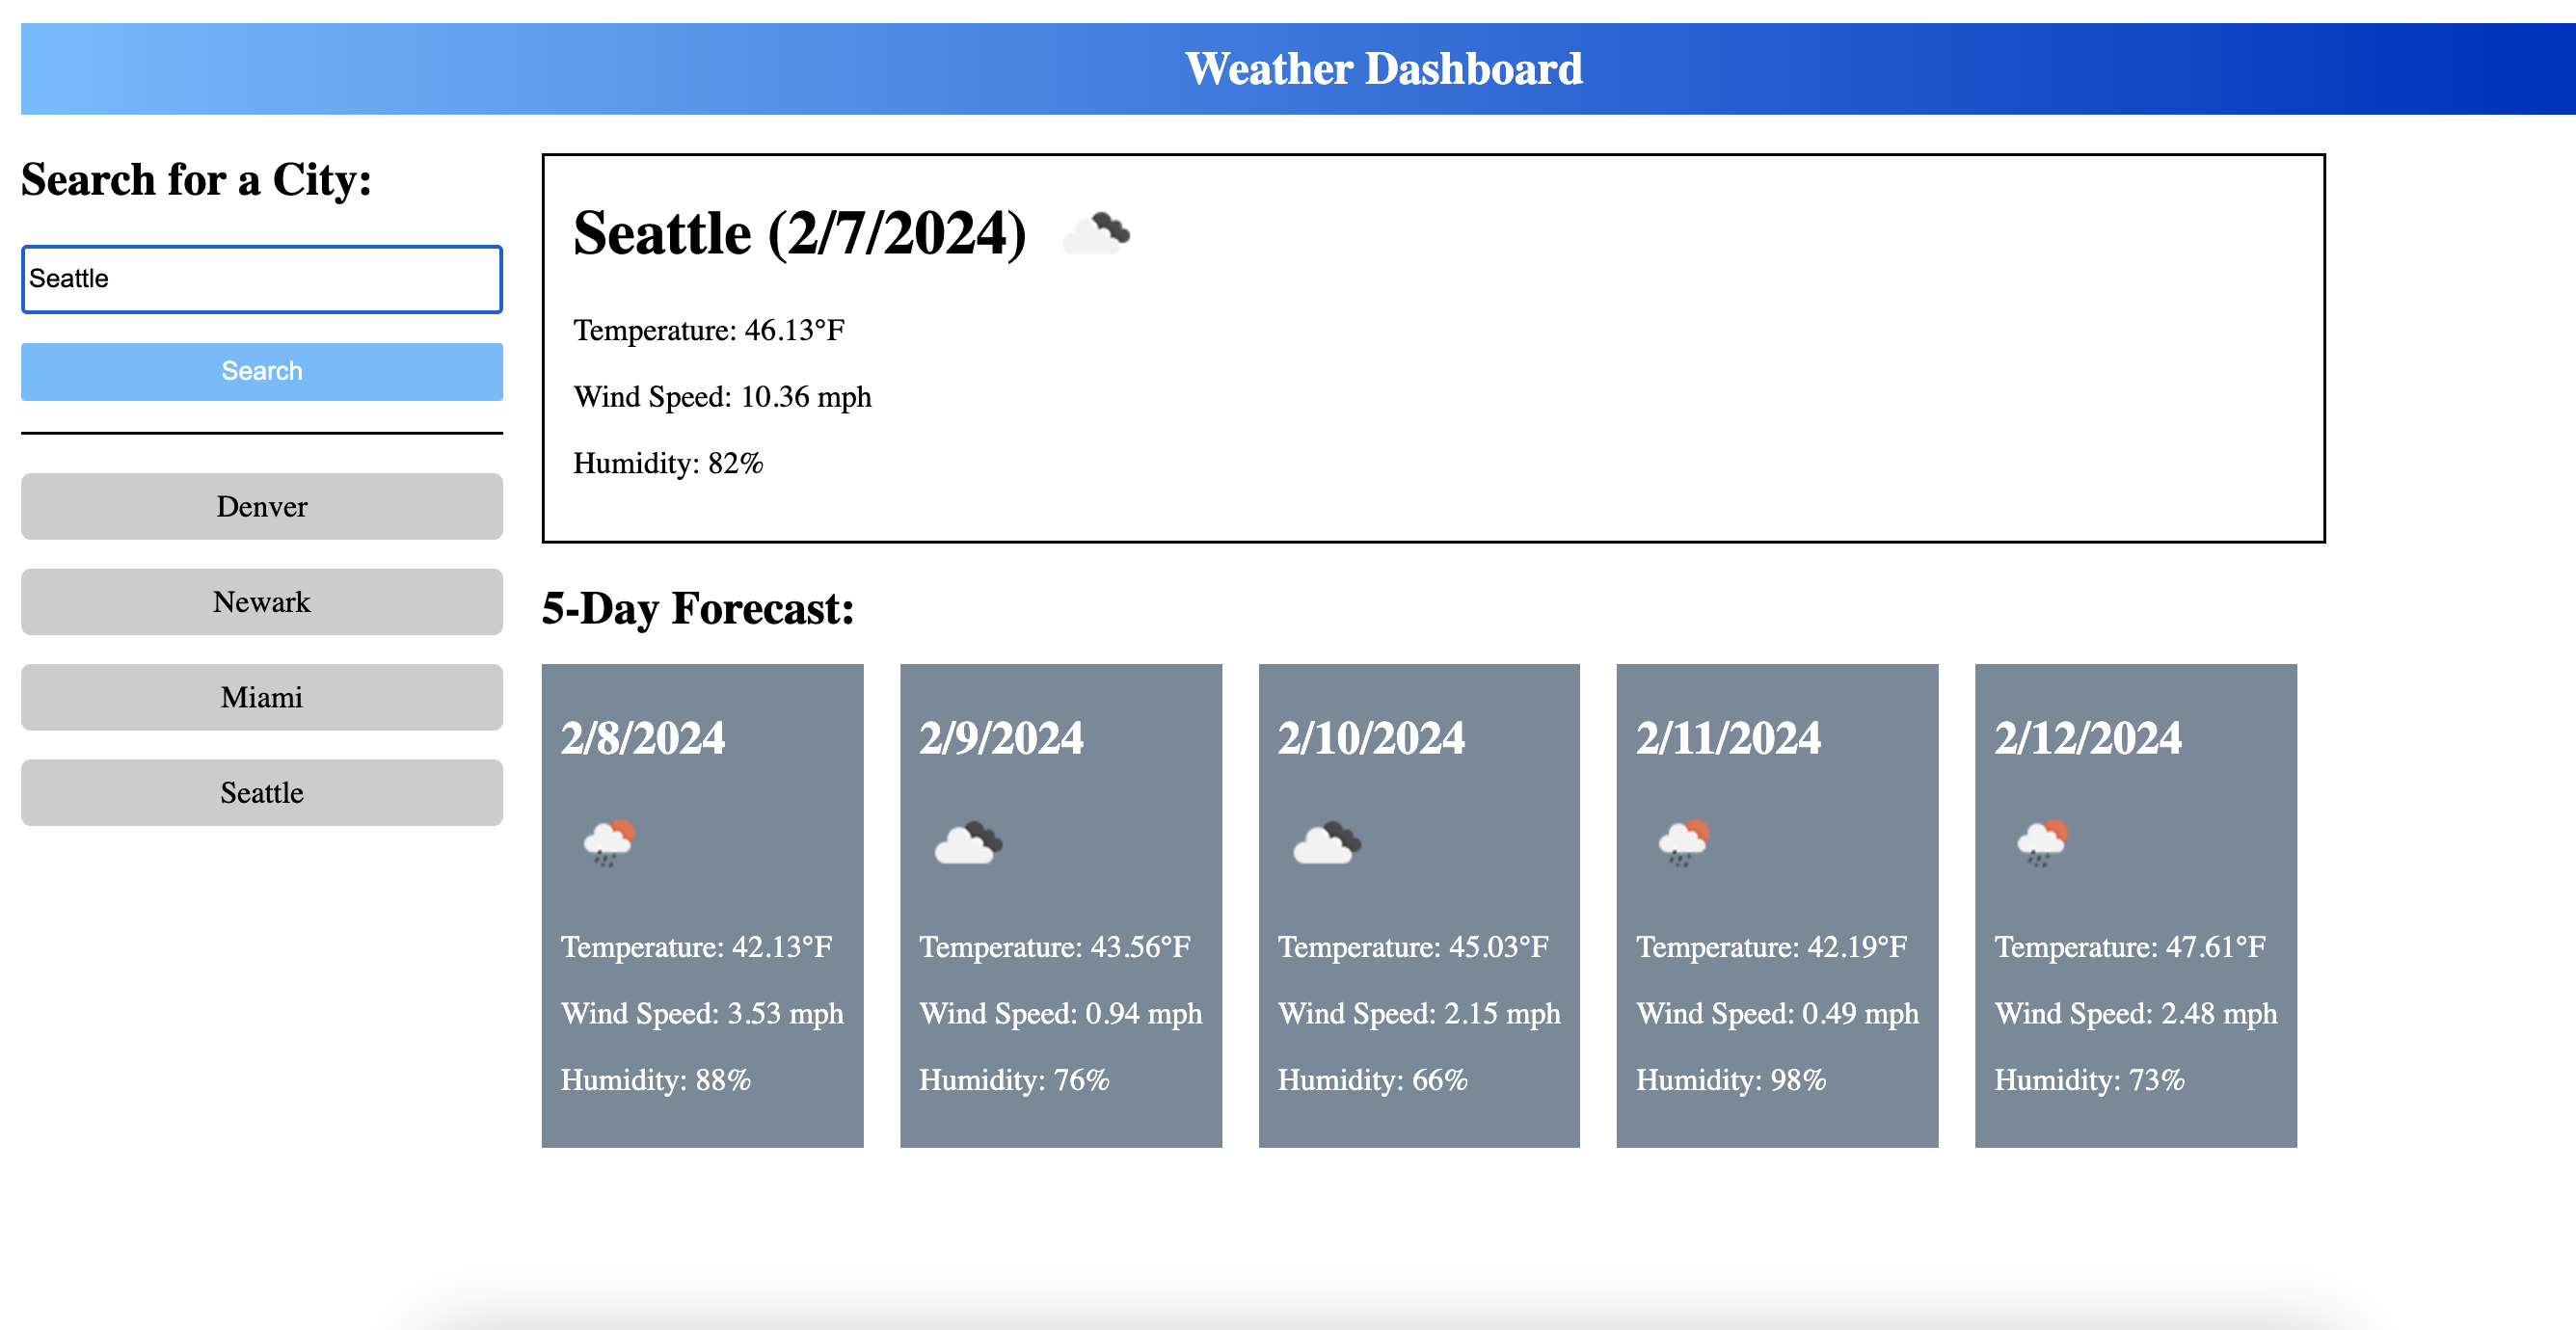 Weather Dashboard
Search for a City:
Seattle
Search
Denver
Newark
Miami
Seattle
Seattle (2/7/2024)
Temperature: 46.13°F
Wind Speed: 10.36 mph
Humidity: 82%
5-Day Forecast:
2/8/2024
Temperature: 42.13°F
Wind Speed: 3.53 mph
Humidity: 88%
2/9/2024
Temperature: 43.56°F
Wind Speed: 0.94 mph
Humidity: 76%
2/10/2024
Temperature: 45.03°F
Wind Speed: 2.15 mph
Humidity: 66%
2/11/2024
Temperature: 42.19°F
Wind Speed: 0.49 mph
Humidity: 98%
2/12/2024
Temperature: 47.61°F
Wind Speed: 2.48 mph
Humidity: 73%